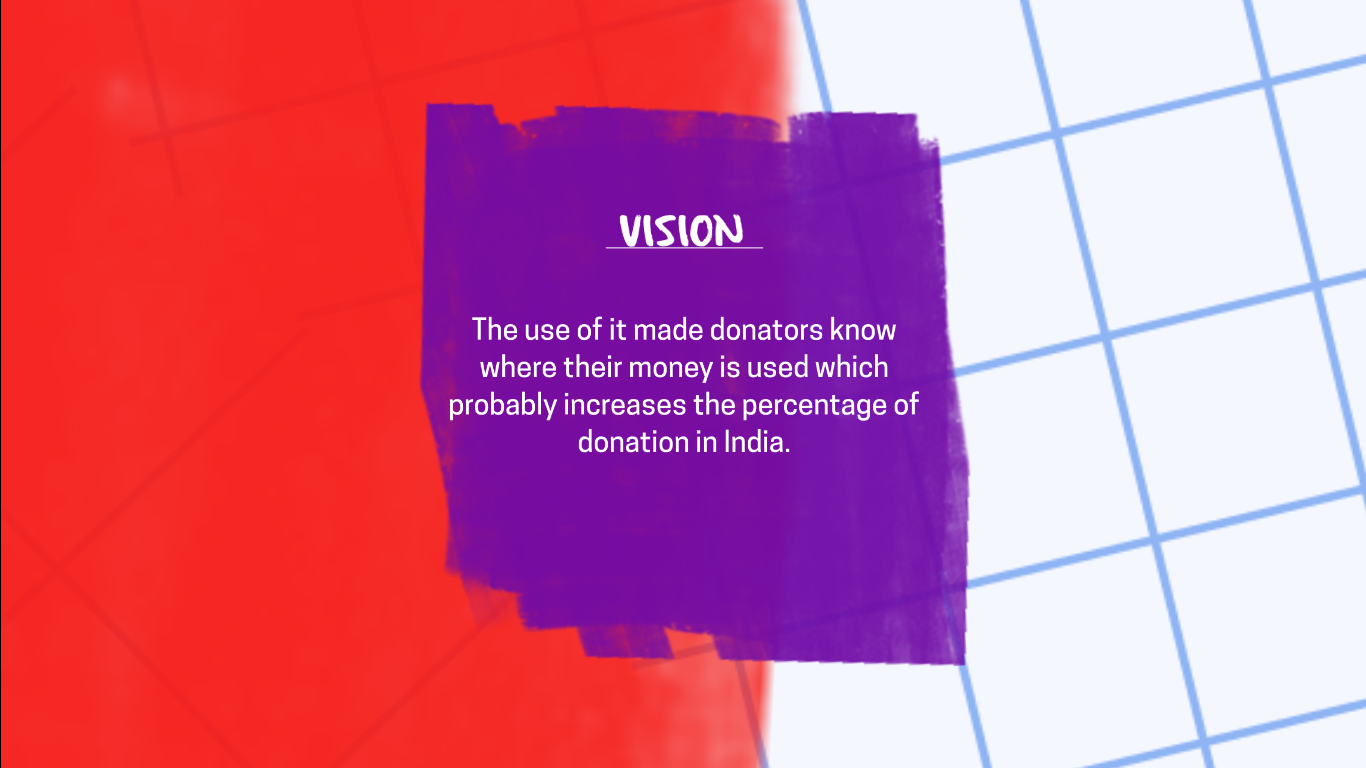 VISION
The use of it made donators know
where their money is used which
probably increases the percentage of
donation in India.